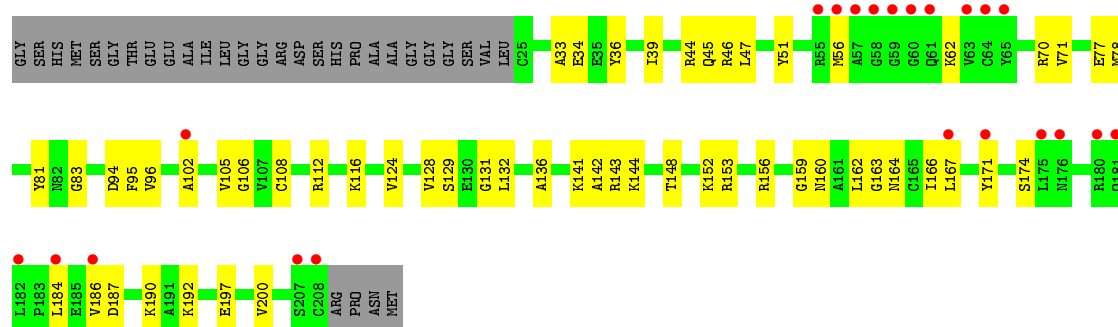 GLY SER HIS MET SER GLY THR GLU GLU ALA ILE LEU GLY GLY ARG ASP SER HIS PRO ALA ALA GLY GLY GLY SER VAL LEU C25 A33 E34 E35 Y36 I39 R44 Q45 R46 L47 Y51 R55 M56 A57 G58 G59 G60 Q61 K62 V63 C64 Y65 R70 V71 E77 M78
Y81 N82 G83 D94 F95 V96 A102 V105 G106 V107 C108 R112 K116 V124 V128 S129 E130 G131 L132 A136 K141 A142 R143 K144 T148 K152 R153 R156 G159 N160 A161 L162 G163 N164 C165 I166 L167 Y171 S174 L175 N176 R180 Q181
L182 P183 L184 E185 V186 D187 K190 A191 K192 E197 V200 S207 C208 ARG PRO ASN MET